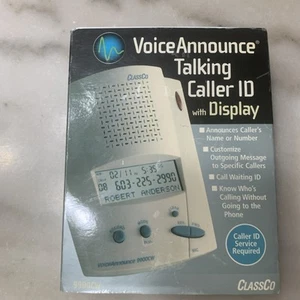 VoiceAnnounce®
Talking
Caller ID
with Display
CLASSCO
Announces Caller's
Name or Number
Customize
Outgoing Message
to Specific Callers
Call Waiting ID
Know Who's
Calling Without
Going to the
Phone
02/11 5:35
08 603-225-2990
ROBERT ANDERSON
Caller ID
Service
Required
CLASSCO